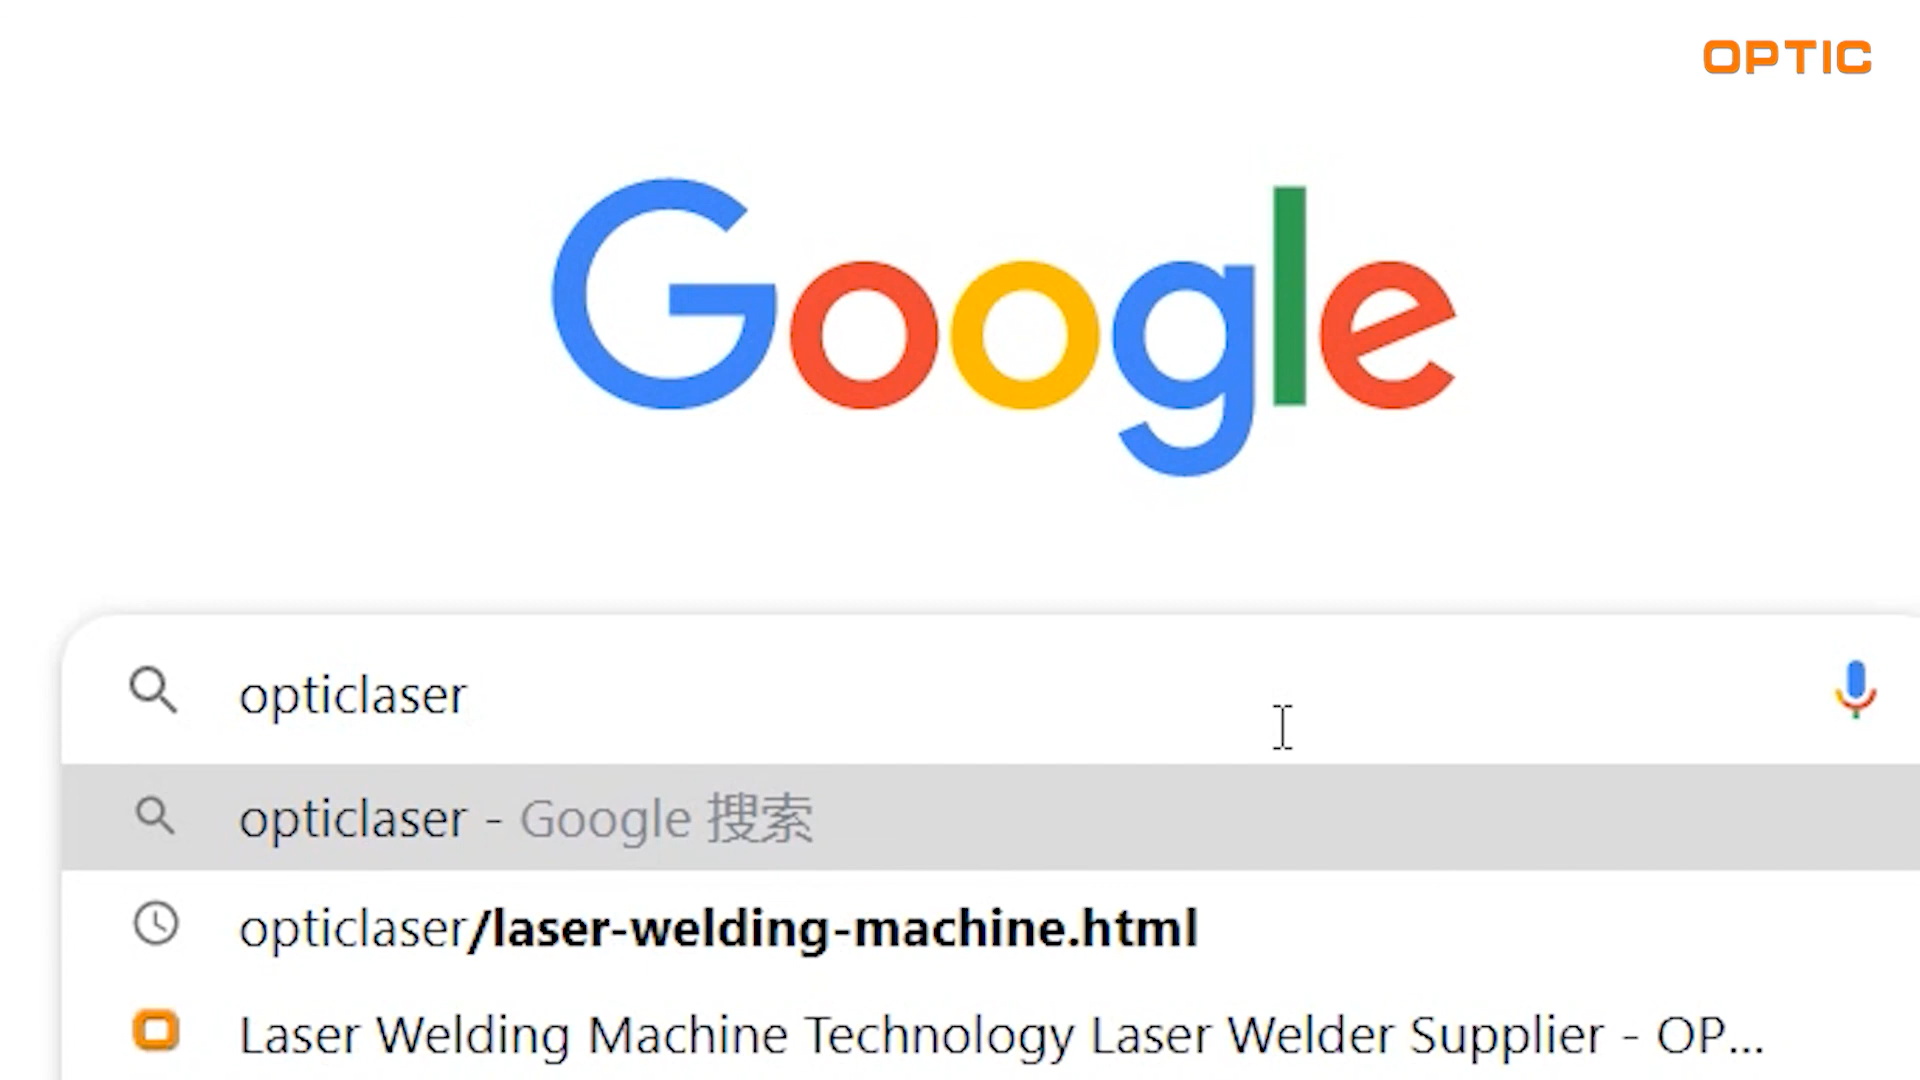 OPTIC
Google
opticlaser
opticlaser - Google 搜索
opticlaser/laser-welding-machine.html
Laser Welding Machine Technology Laser Welder Supplier - OP...